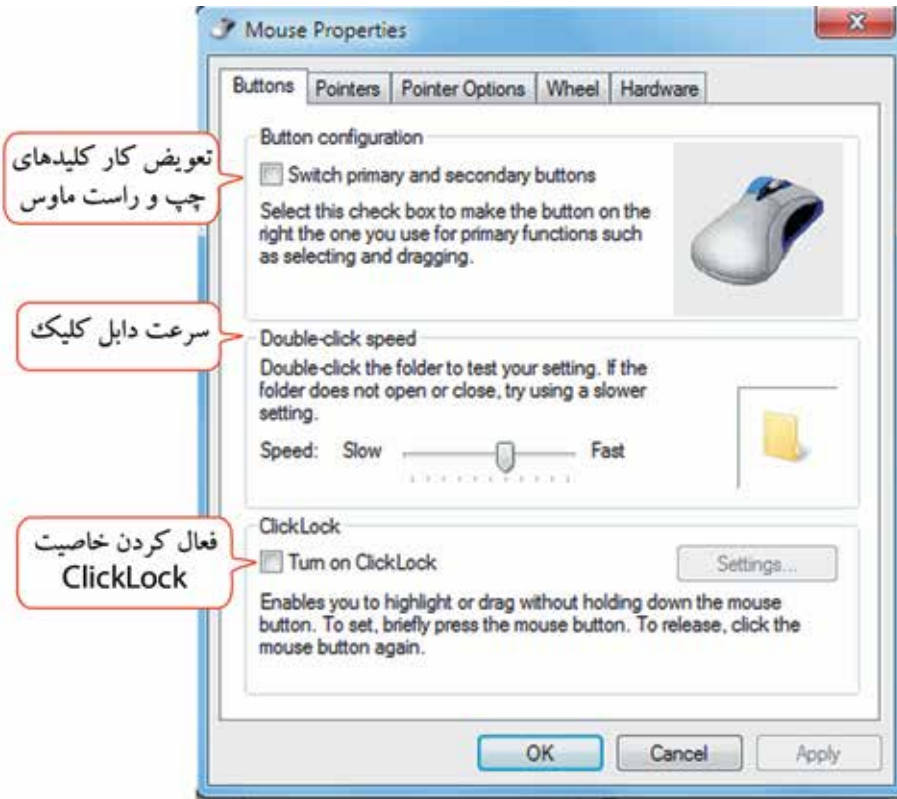 Mouse Properties
Buttons Pointers Pointer Options Wheel Hardware
Button configuration
تعویض کار کلیدهای
چپ و راست ماوس
Switch primary and secondary buttons
Select this check box to make the button on the
right the one you use for primary functions such
as selecting and dragging.
سرعت دابل کلیک
Double-click speed
Double-click the folder to test your setting. If the
folder does not open or close, try using a slower
setting.
Speed: Slow Fast
فعال کردن خاصیت
ClickLock
ClickLock
Turn on ClickLock
Settings...
Enables you to highlight or drag without holding down the mouse
button. To set, briefly press the mouse button. To release, click the
mouse button again.
OK Cancel Apply